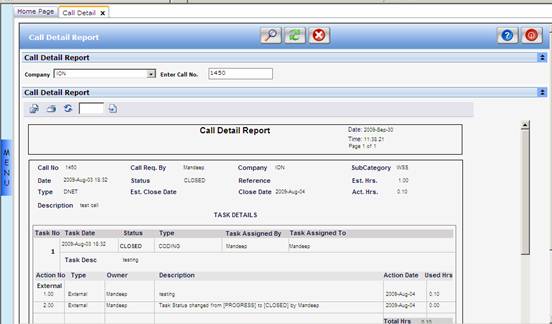 Home Page Call Detail x
Call Detail Report
Call Detail Report
Company ION Enter Call No. 1450
Call Detail Report
MENU
Call Detail Report Date: 2009-Sep-30
Time: 11.38.21
Page 1 of 1
Call No 1450 Call Req. By Mandeep Company ION SubCategory WSS
Date 2009-Aug-03 18:32 Status CLOSED Reference Est. Hrs. 1.00
Type DNET Est. Close Date Close Date 2009-Aug-04 Act. Hrs. 0.10
Description test call
TASK DETAILS
Task No Task Date Status Type Task Assigned By Task Assigned To
1 2009-Aug-03 18:32 CLOSED CODING Mandeep Mandeep
Task Desc testing
Action No Type Owner Description Action Date Used Hrs
External
1.00 External Mandeep testing 2009-Aug-04 0.10
2.00 External Mandeep Task Status changed from [PROGRESS] to [CLOSED] by Mandeep 2009-Aug-04 0.00
Total Hrs 0.10